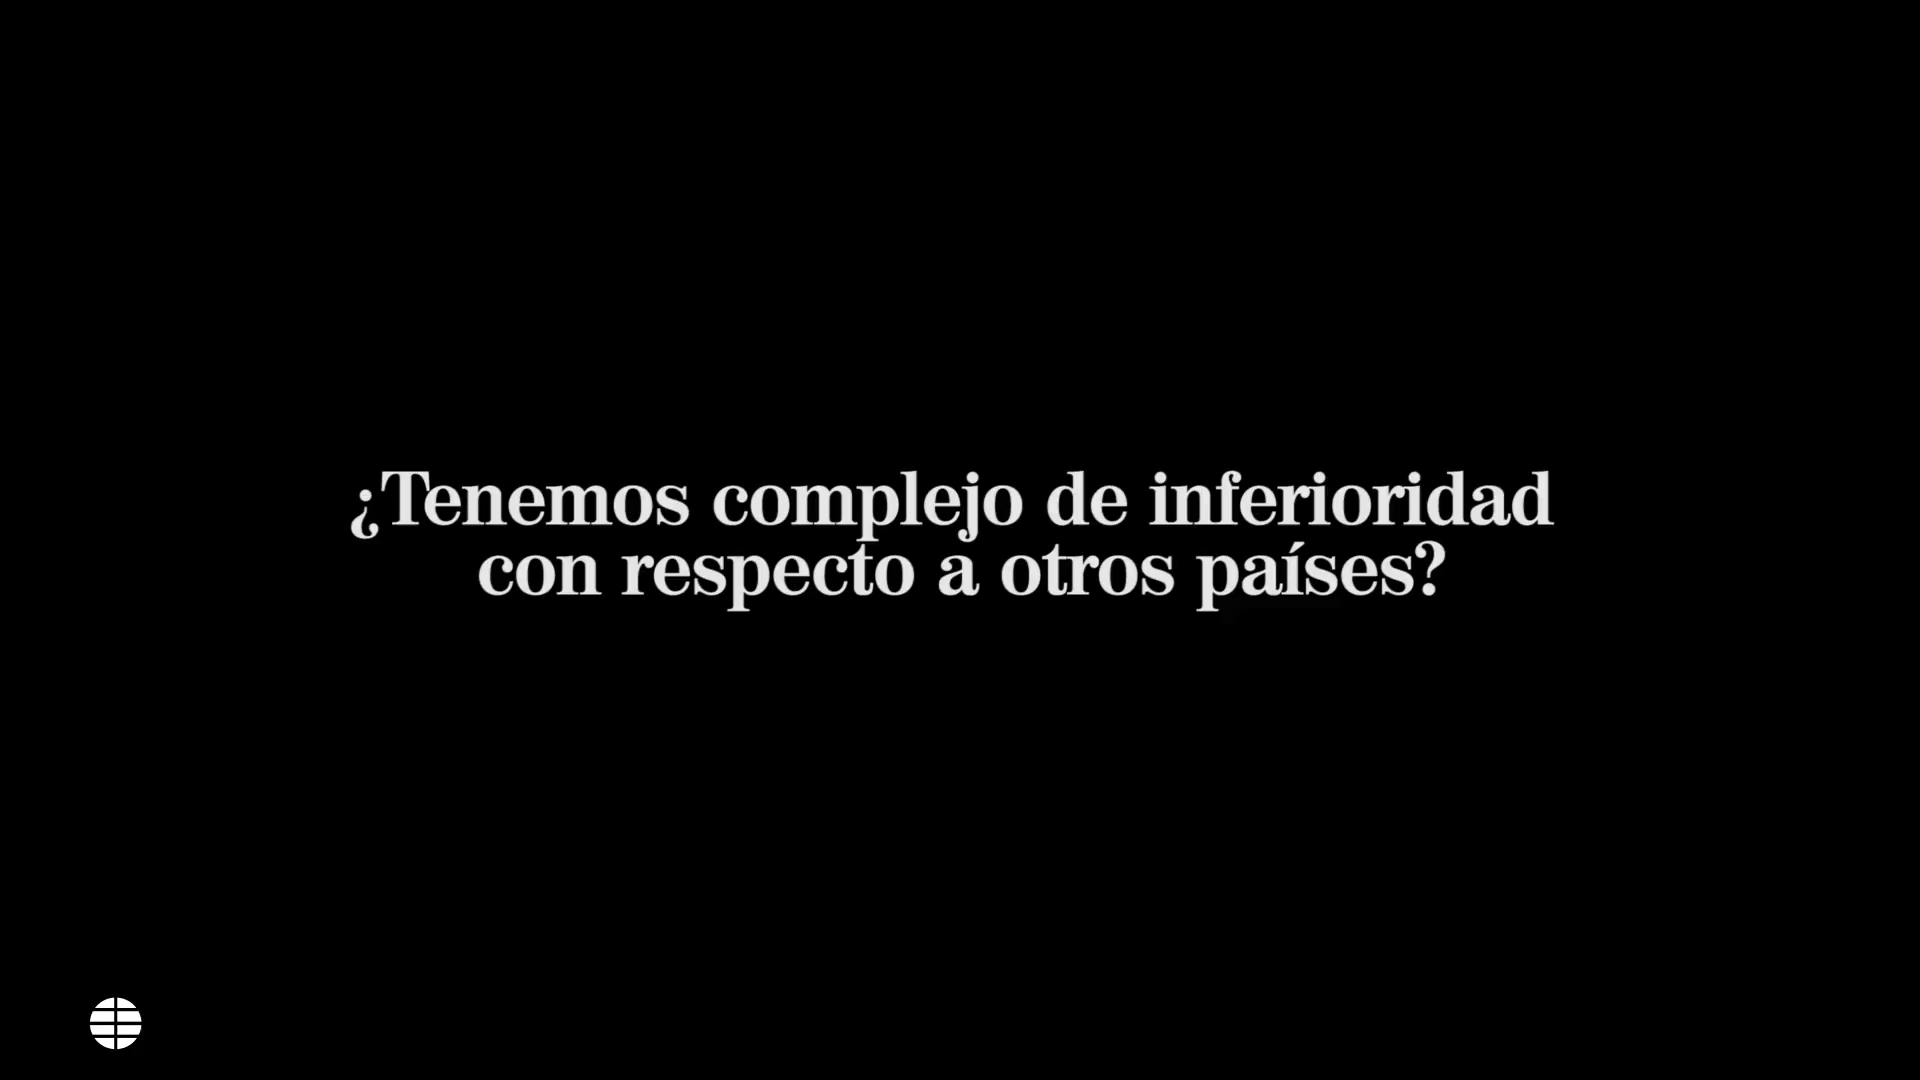 ¿Tenemos complejo de inferioridad
con respecto a otros países?